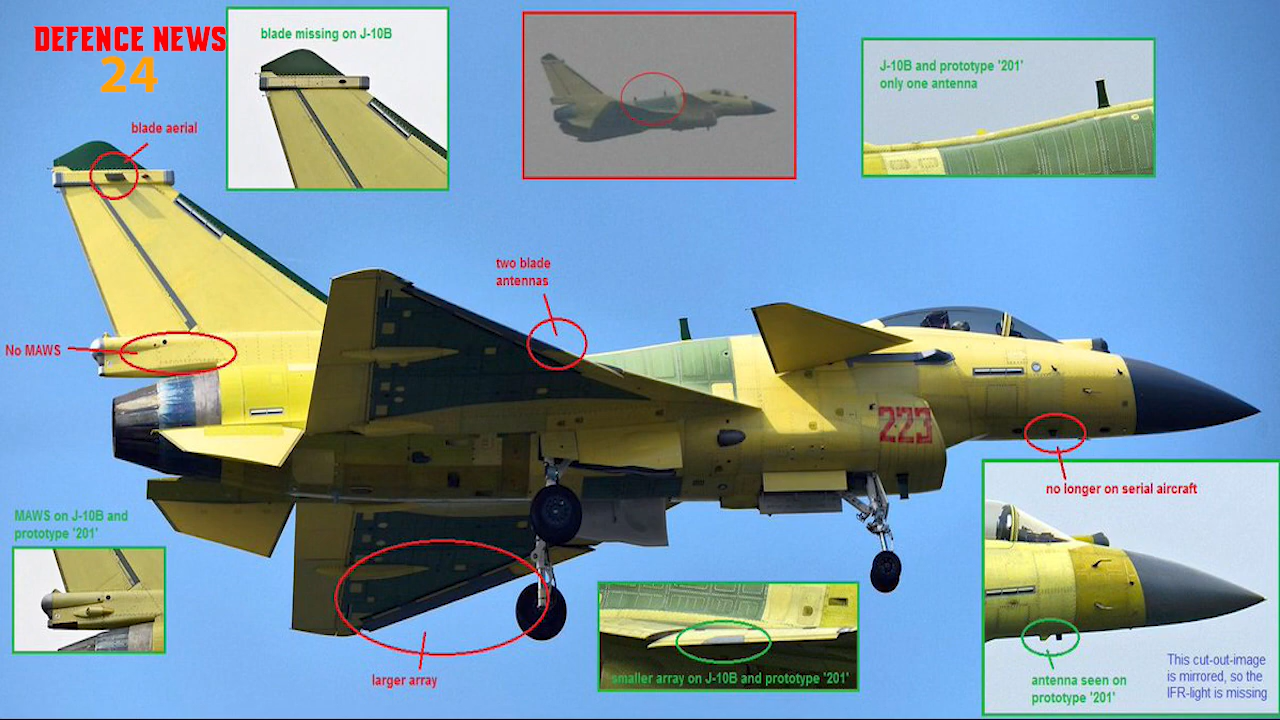 DEFENCE NEWS
24
blade missing on J-10B
J-10B and prototype '201'
only one antenna
blade aerial
two blade
antennas
No MAWS
223
no longer on serial aircraft
MAWS on J-10B and
prototype '201'
larger array
smaller array on J-10B and prototype '201'
antenna seen on
prototype '201'
This cut-out-image
is mirrored, so the
IFR-light is missing